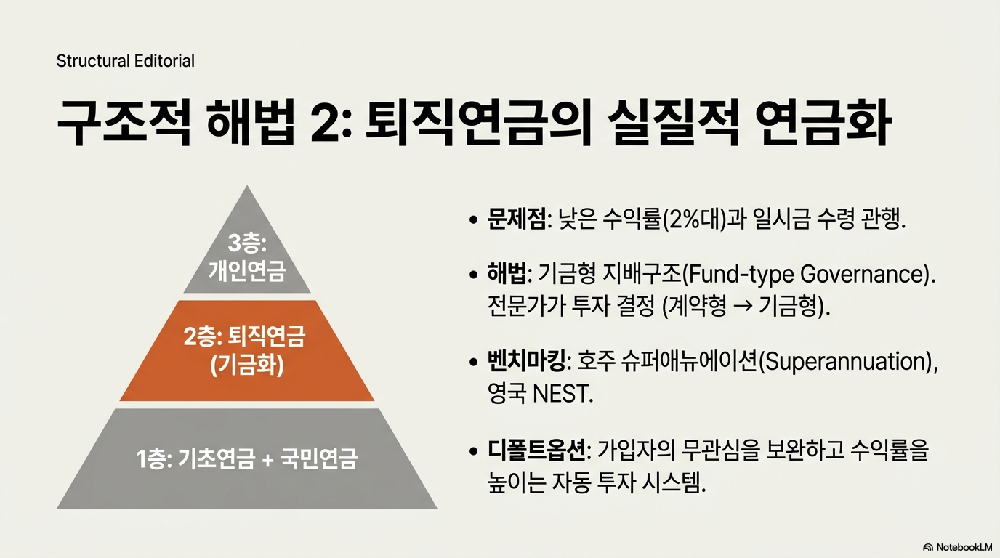 Structural Editorial
구조적 해법 2: 퇴직연금의 실질적 연금화
3층:
개인연금
2층: 퇴직연금
(기금화)
1층: 기초연금 + 국민연금
• 문제점: 낮은 수익률(2%대)과 일시금 수령 관행.
• 해법: 기금형 지배구조(Fund-type Governance).
전문가가 투자 결정 (계약형 → 기금형).
• 벤치마킹: 호주 슈퍼애뉴에이션(Superannuation),
영국 NEST.
• 디폴트옵션: 가입자의 무관심을 보완하고 수익률을
높이는 자동 투자 시스템.
NotebookLM